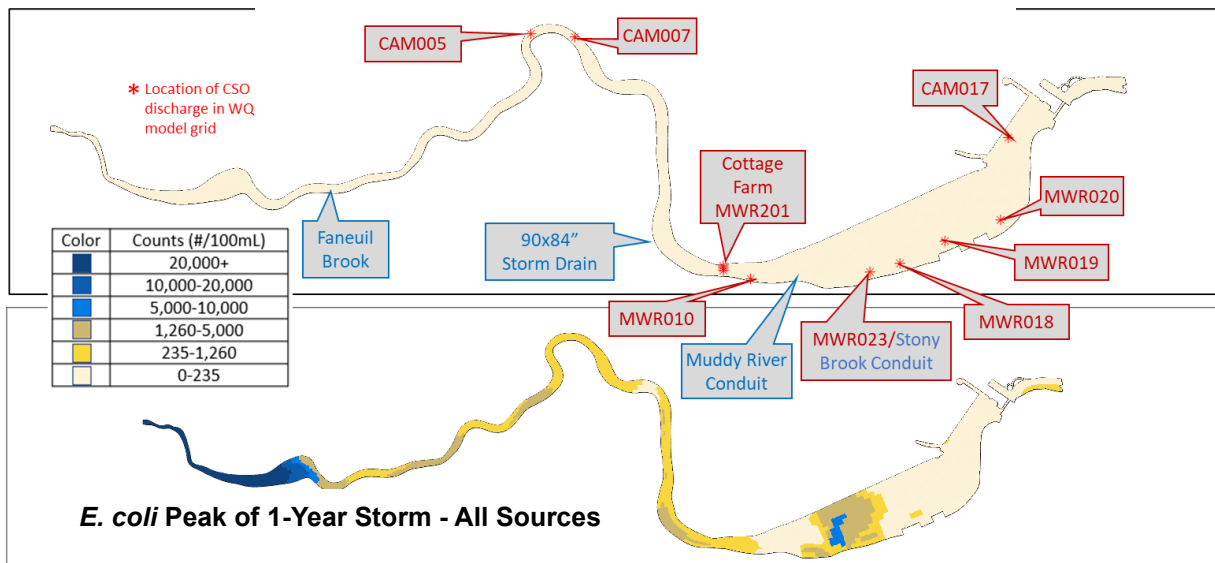 CAM005
CAM007
* Location of CSO
discharge in WQ
model grid
CAM017
Cottage
Farm
MWR201
MWR020
Faneuil
Brook
90x84”
Storm Drain
MWR019
MWR010
MWR018
Muddy River
Conduit
MWR023/Stony
Brook Conduit
Color Counts (#/100mL)
20,000+
10,000-20,000
5,000-10,000
1,260-5,000
235-1,260
0-235
E. coli Peak of 1-Year Storm - All Sources